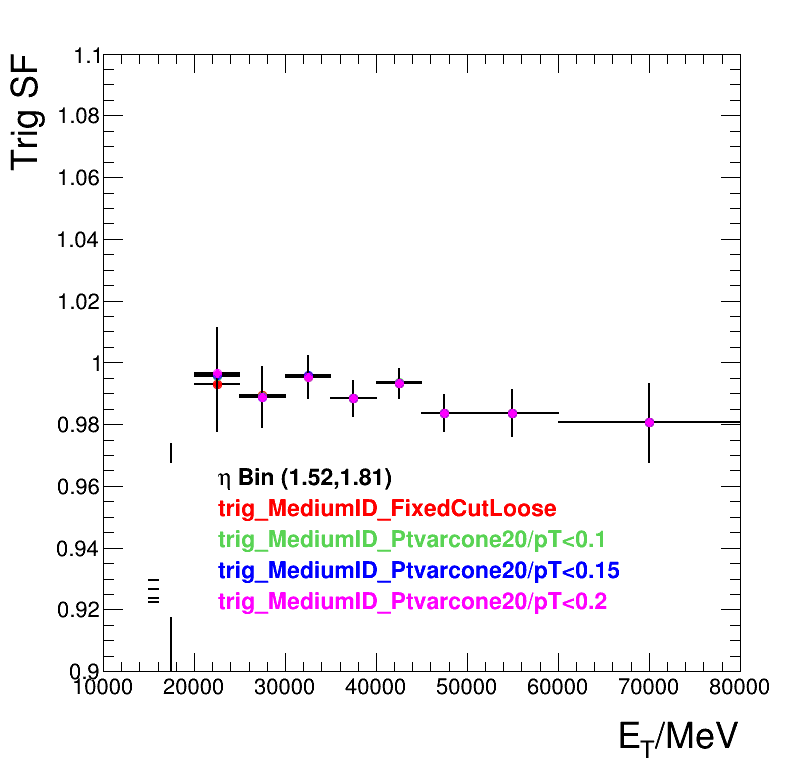 Trig SF
1.1
1.08
1.06
1.04
1.02
1
0.98
0.96
0.94
0.92
0.9
η Bin (1.52,1.81)
trig_MediumID_FixedCutLoose
trig_MediumID_Ptvarcone20/pT<0.1
trig_MediumID_Ptvarcone20/pT<0.15
trig_MediumID_Ptvarcone20/pT<0.2
10000 20000 30000 40000 50000 60000 70000 80000
E_T/MeV